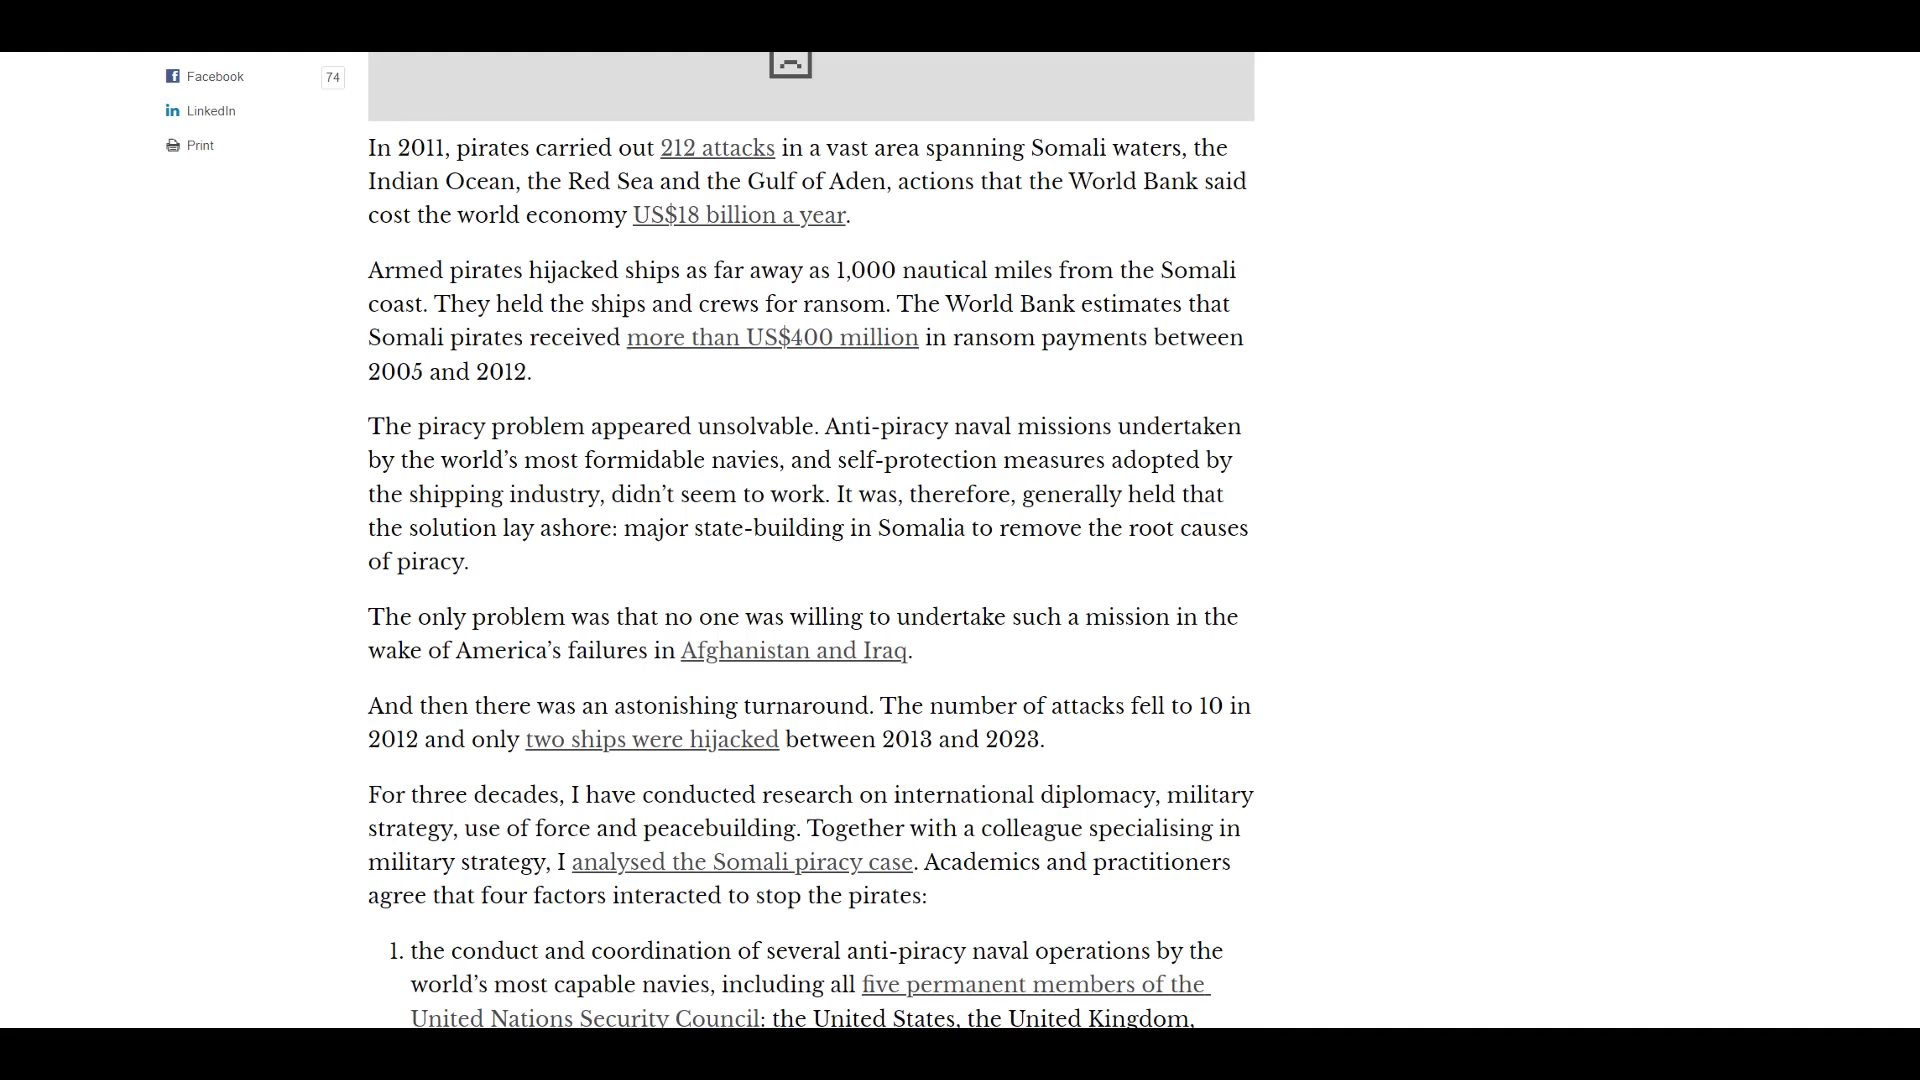 Facebook 74
LinkedIn
Print
In 2011, pirates carried out 212 attacks in a vast area spanning Somali waters, the
Indian Ocean, the Red Sea and the Gulf of Aden, actions that the World Bank said
cost the world economy US$18 billion a year.
Armed pirates hijacked ships as far away as 1,000 nautical miles from the Somali
coast. They held the ships and crews for ransom. The World Bank estimates that
Somali pirates received more than US$400 million in ransom payments between
2005 and 2012.
The piracy problem appeared unsolvable. Anti-piracy naval missions undertaken
by the world’s most formidable navies, and self-protection measures adopted by
the shipping industry, didn’t seem to work. It was, therefore, generally held that
the solution lay ashore: major state-building in Somalia to remove the root causes
of piracy.
The only problem was that no one was willing to undertake such a mission in the
wake of America’s failures in Afghanistan and Iraq.
And then there was an astonishing turnaround. The number of attacks fell to 10 in
2012 and only two ships were hijacked between 2013 and 2023.
For three decades, I have conducted research on international diplomacy, military
strategy, use of force and peacebuilding. Together with a colleague specialising in
military strategy, I analysed the Somali piracy case. Academics and practitioners
agree that four factors interacted to stop the pirates:
1. the conduct and coordination of several anti-piracy naval operations by the
world’s most capable navies, including all five permanent members of the
United Nations Security Council: the United States, the United Kingdom,